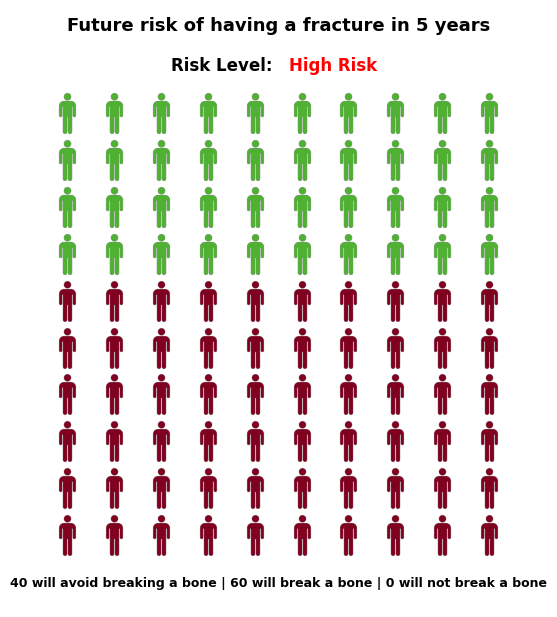 Future risk of having a fracture in 5 years
Risk Level: High Risk
40 will avoid breaking a bone | 60 will break a bone | 0 will not break a bone